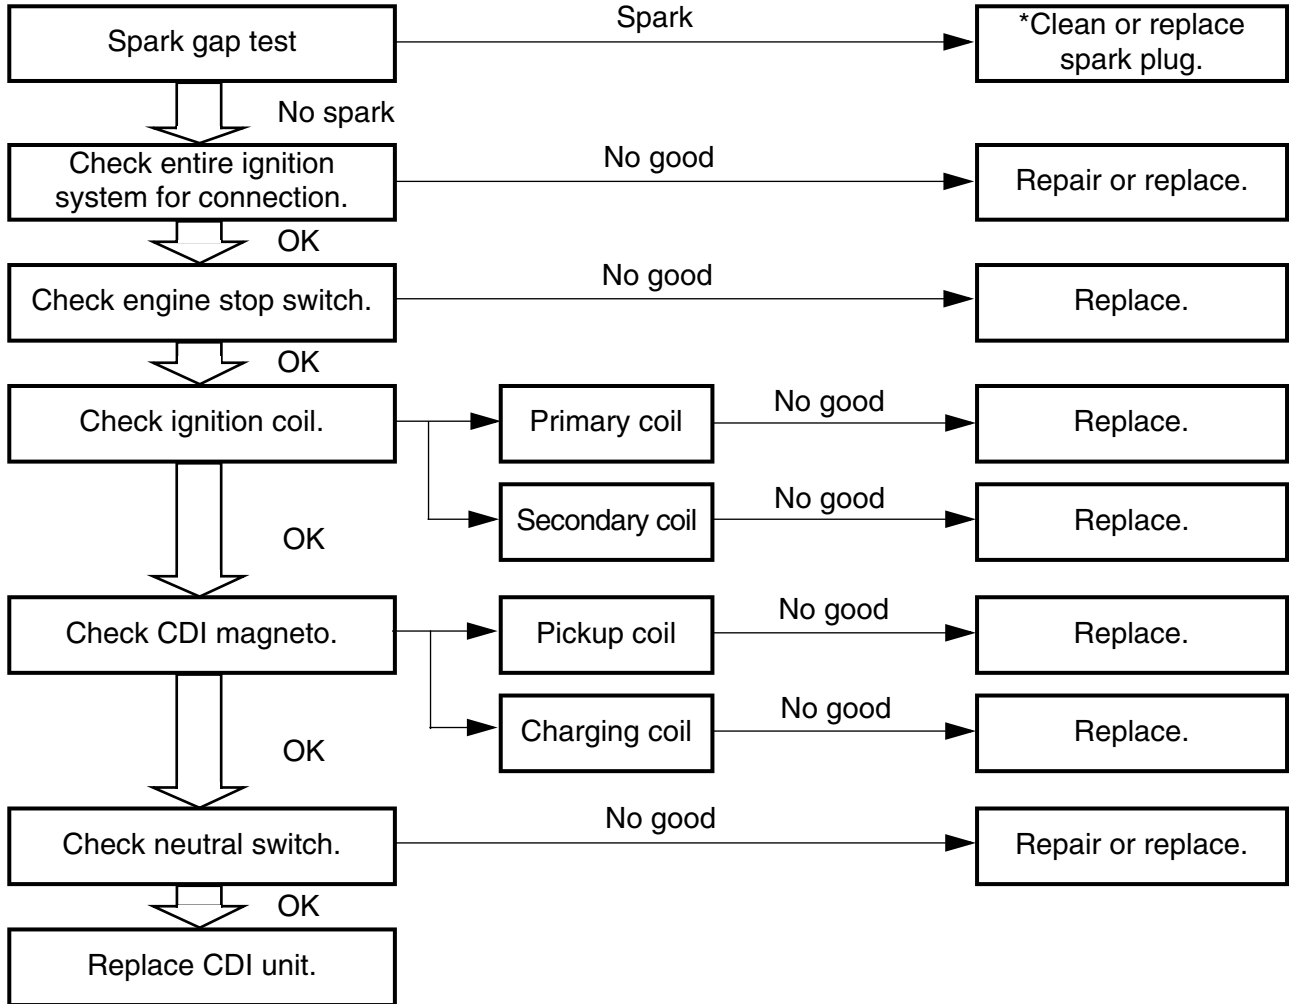 Spark gap test
Spark
*Clean or replace
spark plug.
No spark
Check entire ignition
system for connection.
No good
Repair or replace.
OK
Check engine stop switch.
No good
Replace.
OK
Check ignition coil.
Primary coil
No good
Replace.
Secondary coil
No good
Replace.
OK
Check CDI magneto.
Pickup coil
No good
Replace.
Charging coil
No good
Replace.
OK
Check neutral switch.
No good
Repair or replace.
OK
Replace CDI unit.